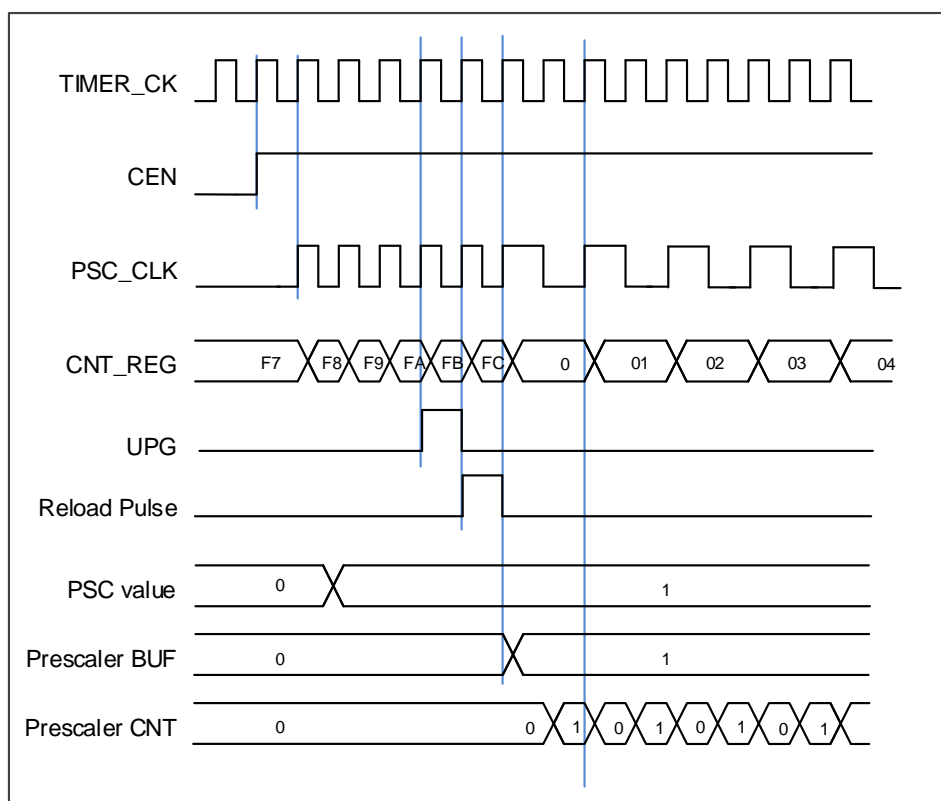 TIMER_CK
CEN
PSC_CLK
CNT_REG F7 F8 F9 FA FB FC 0 01 02 03 04
UPG
Reload Pulse
PSC value 0 1
Prescaler BUF 0 1
Prescaler CNT 0 0 1 0 1 0 1 0 1